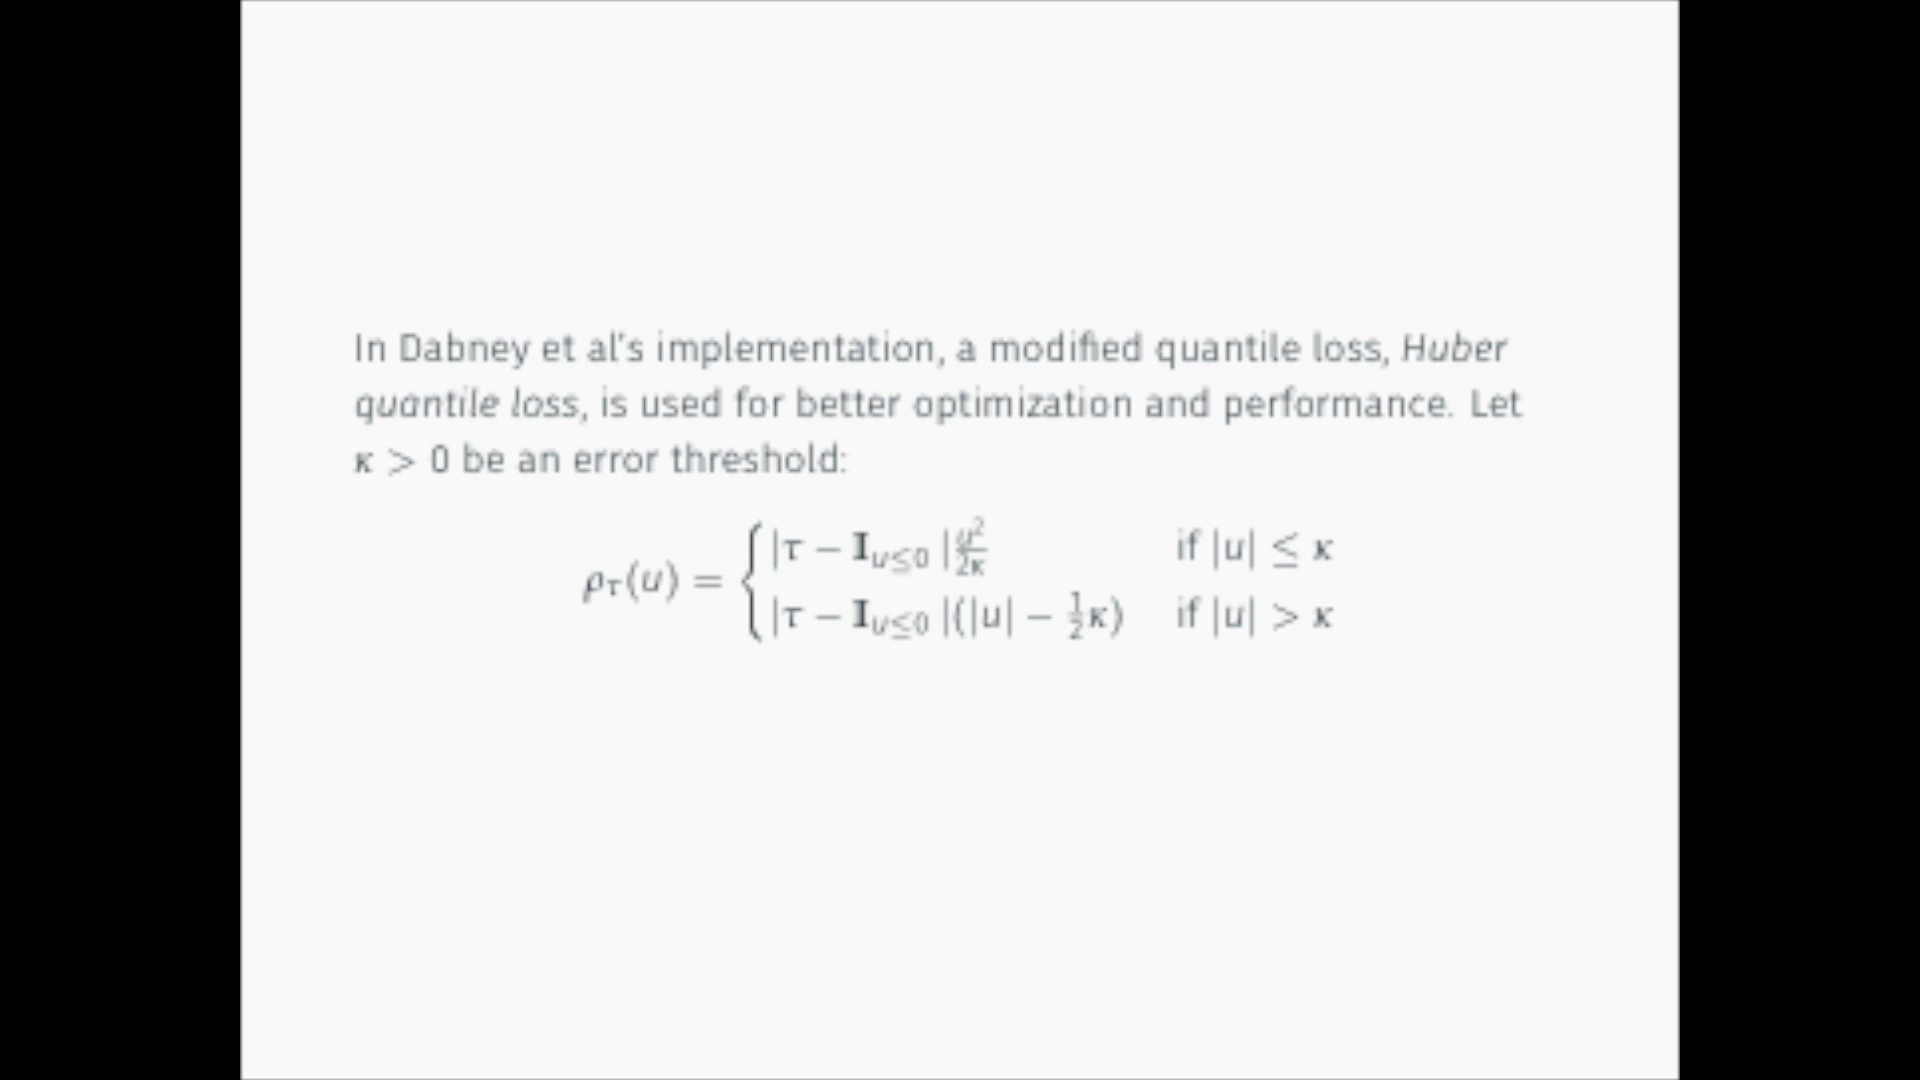 In Dabney et al's implementation, a modified quantile loss, Huber
quantile loss, is used for better optimization and performance. Let
κ > 0 be an error threshold:
ρ_τ(u) = { |τ − I_{u≤0} | u²/2κ if |u| ≤ κ
|τ − I_{u≤0} |(|u| − ½κ) if |u| > κ